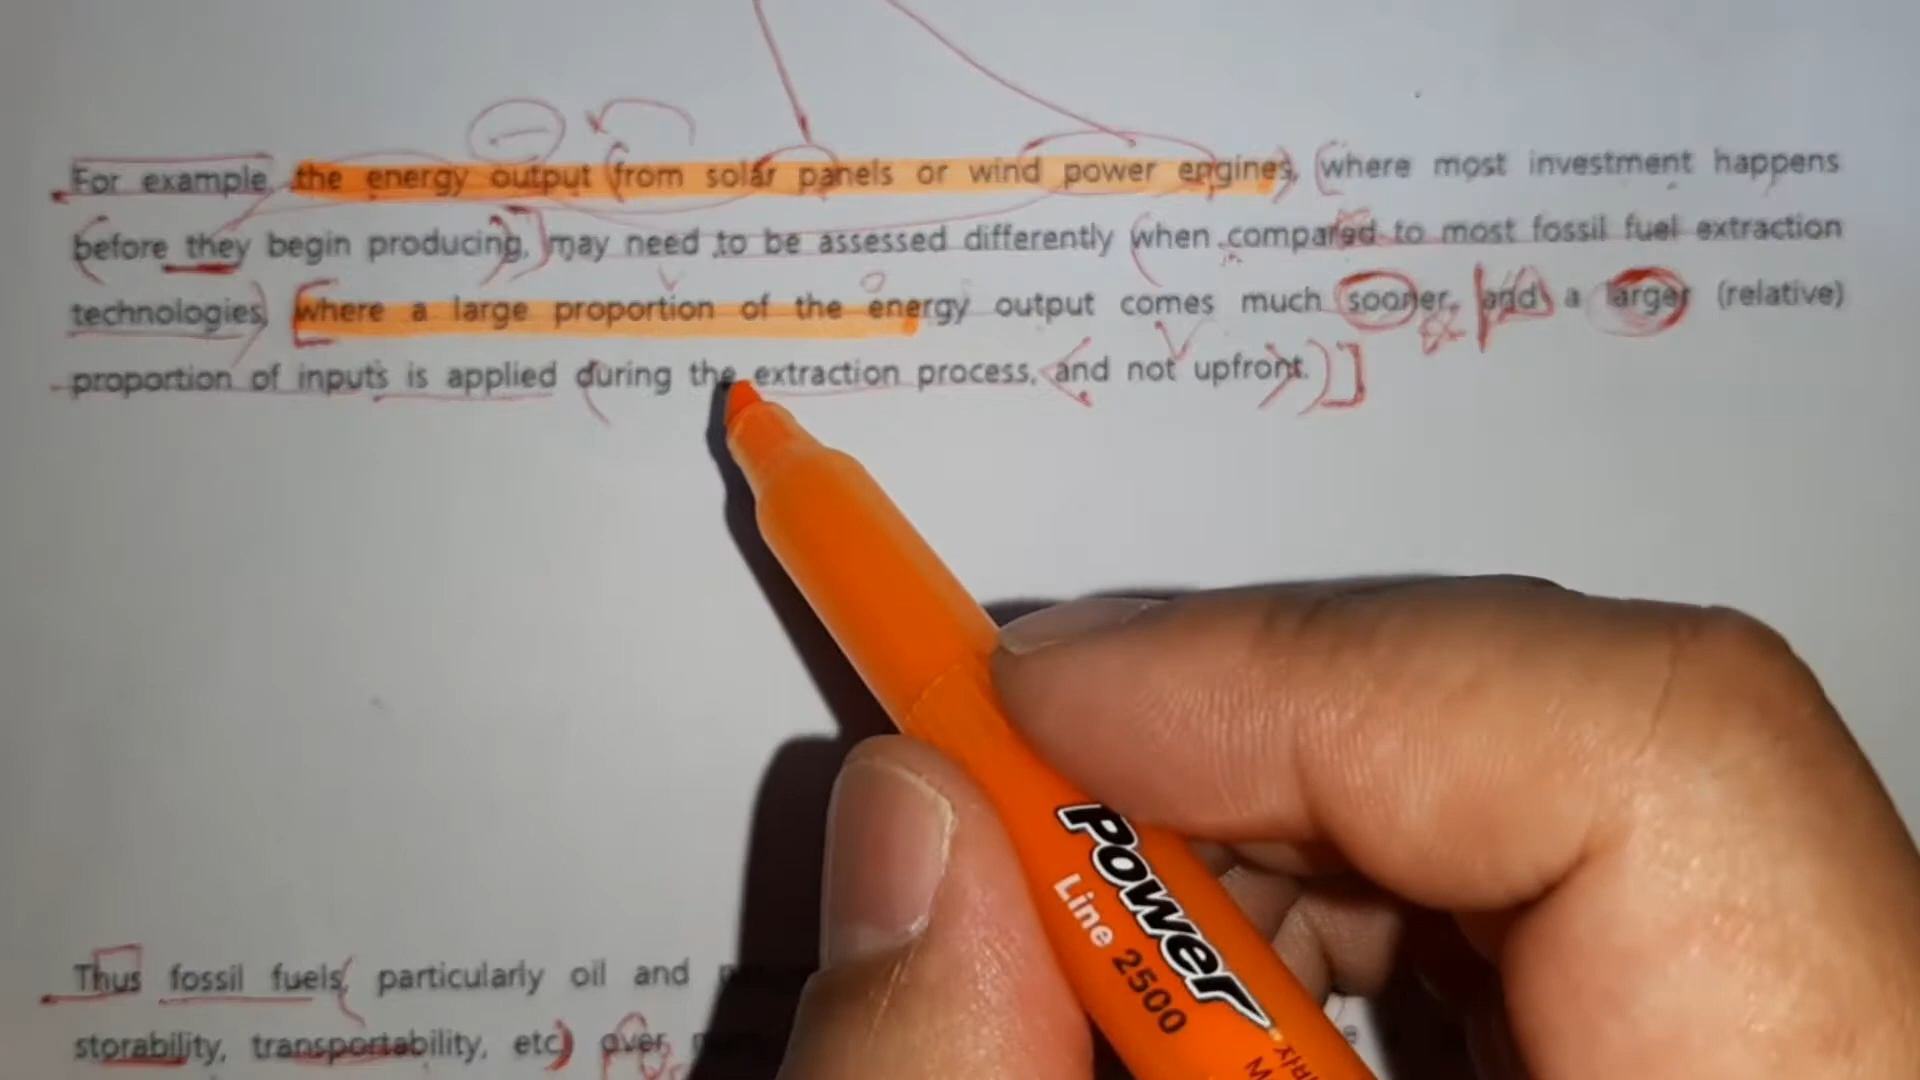 For example, the energy output from solar panels or wind power engines, where most investment happens
before they begin producing, may need to be assessed differently when compared to most fossil fuel extraction
technologies, where a large proportion of the energy output comes much sooner, and a larger (relative)
proportion of inputs is applied during the extraction process, and not upfront.
Thus fossil fuels, particularly oil and
storability, transportability, etc) over
Power
Line 2500